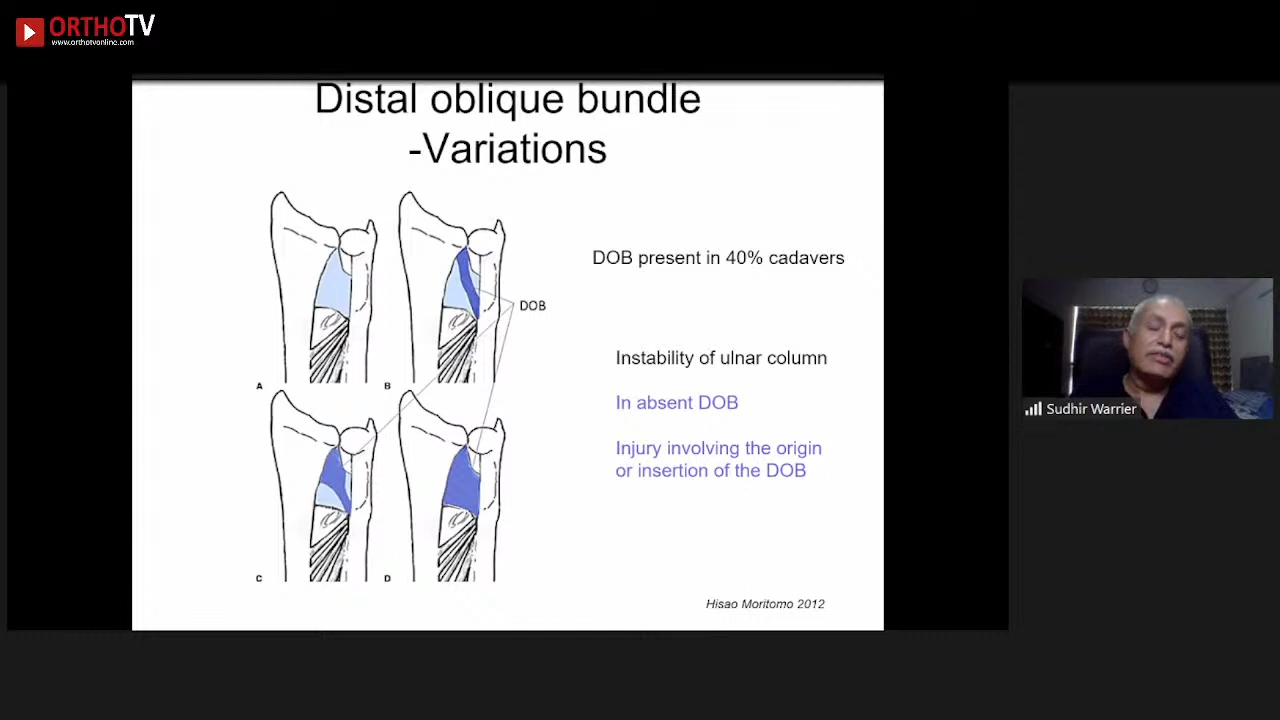 ORTHOTV
www.orthotvonline.com
Distal oblique bundle
-Variations
DOB present in 40% cadavers
DOB
Instability of ulnar column
A
B
In absent DOB
Injury involving the origin
or insertion of the DOB
C
D
Hisao Moritomo 2012
Sudhir Warrier